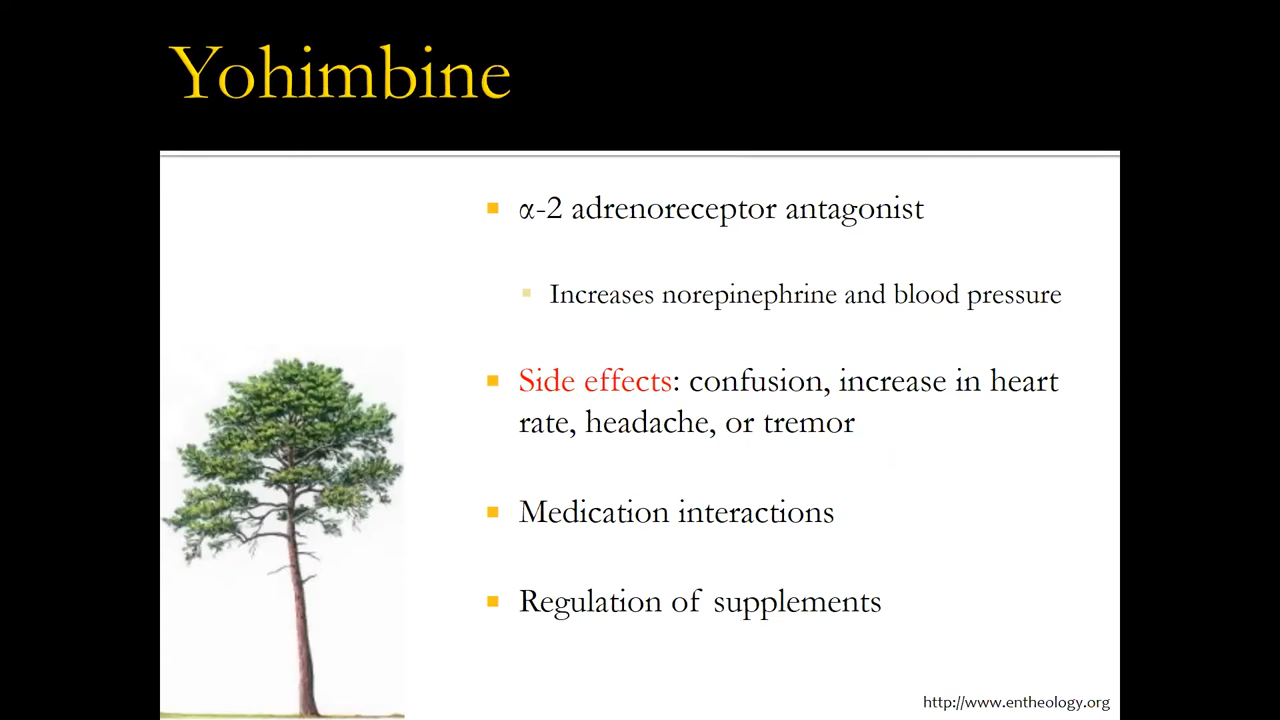 Yohimbine
α-2 adrenoreceptor antagonist
Increases norepinephrine and blood pressure
Side effects: confusion, increase in heart
rate, headache, or tremor
Medication interactions
Regulation of supplements
http://www.entheology.org